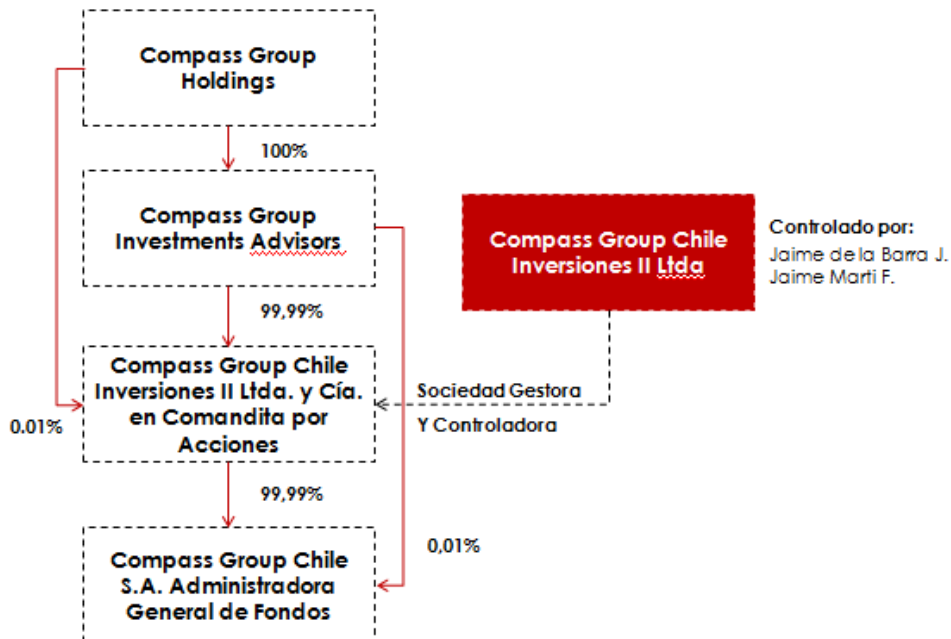 Compass Group
Holdings
100%
Compass Group
Investments Advisors
Compass Group Chile
Inversiones II Ltda
Controlado por:
Jaime de la Barra J.
Jaime Marti F.
99,99%
Compass Group Chile
Inversiones II Ltda. y Cía.
en Comandita por
Acciones
Sociedad Gestora
Y Controladora
0.01%
99,99%
0,01%
Compass Group Chile
S.A. Administradora
General de Fondos